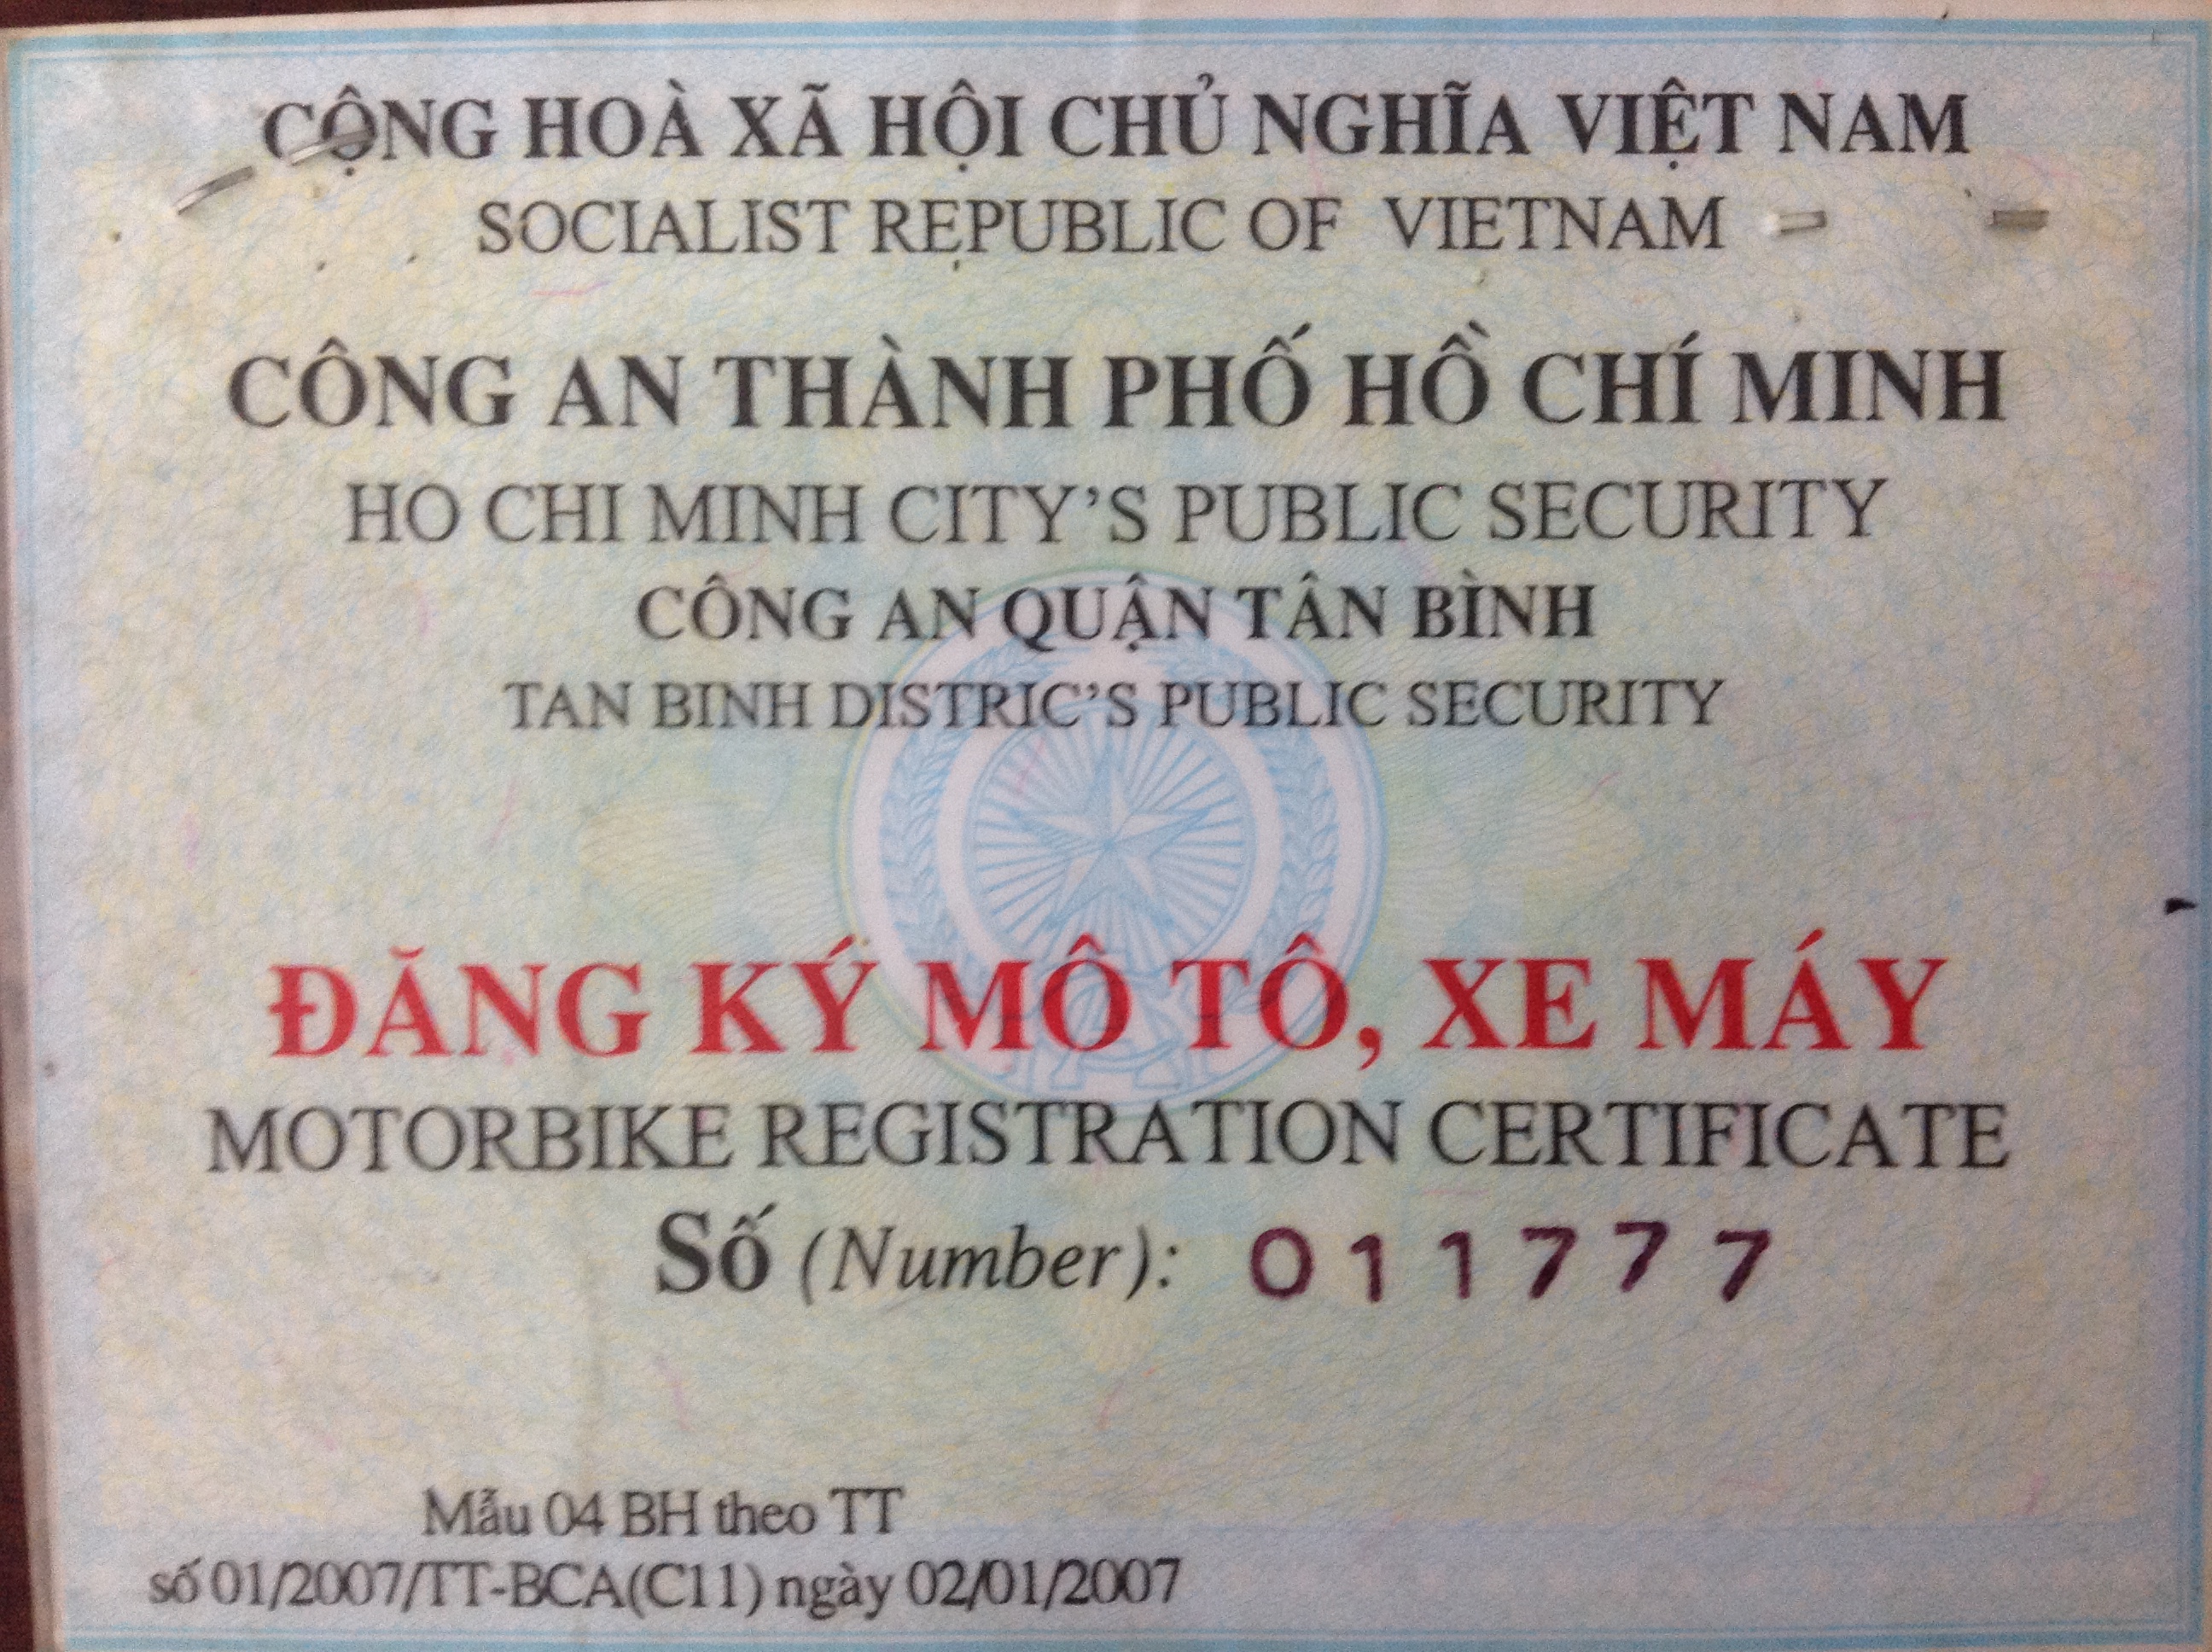 CỘNG HOÀ XÃ HỘI CHỦ NGHĨA VIỆT NAM
SOCIALIST REPUBLIC OF VIETNAM
CÔNG AN THÀNH PHỐ HỒ CHÍ MINH
HO CHI MINH CITY’S PUBLIC SECURITY
CÔNG AN QUẬN TÂN BÌNH
TAN BINH DISTRIC’S PUBLIC SECURITY
ĐĂNG KÝ MÔ TÔ, XE MÁY
MOTORBIKE REGISTRATION CERTIFICATE
Số (Number): 011777
Mẫu 04 BH theo TT
số 01/2007/TT-BCA(C11) ngày 02/01/2007